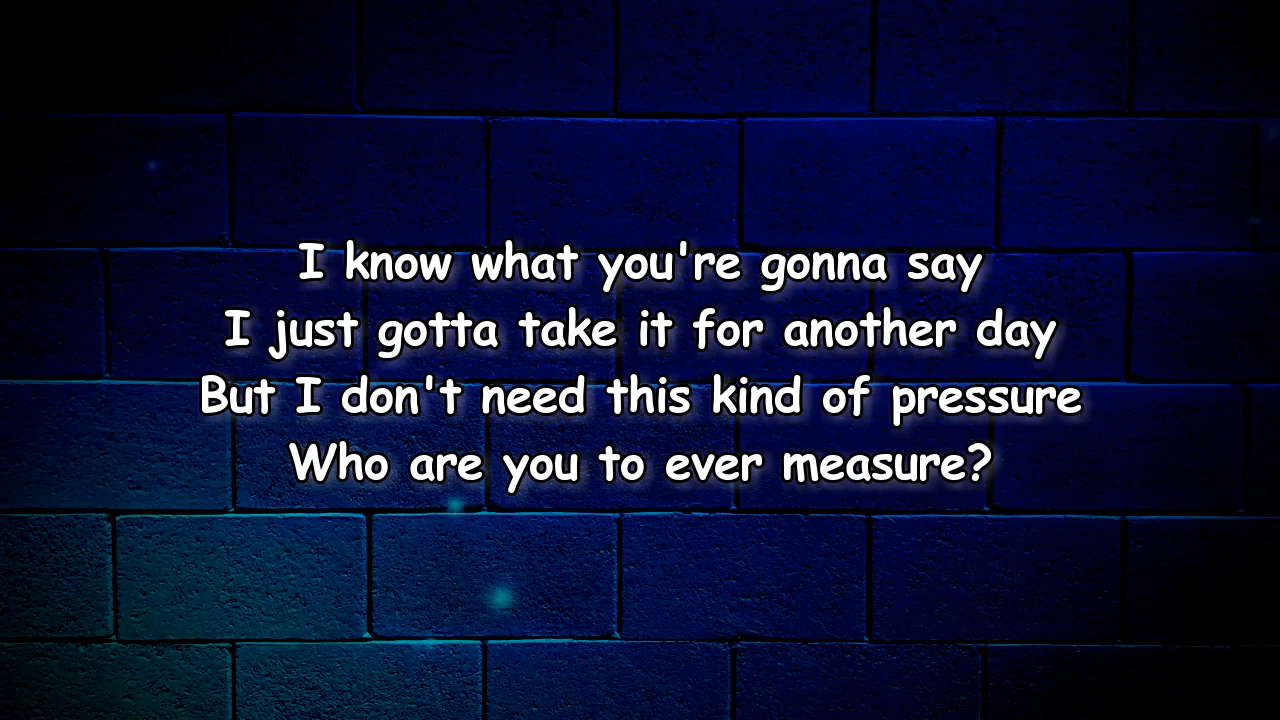 I know what you're gonna say
I just gotta take it for another day
But I don't need this kind of pressure
Who are you to ever measure?